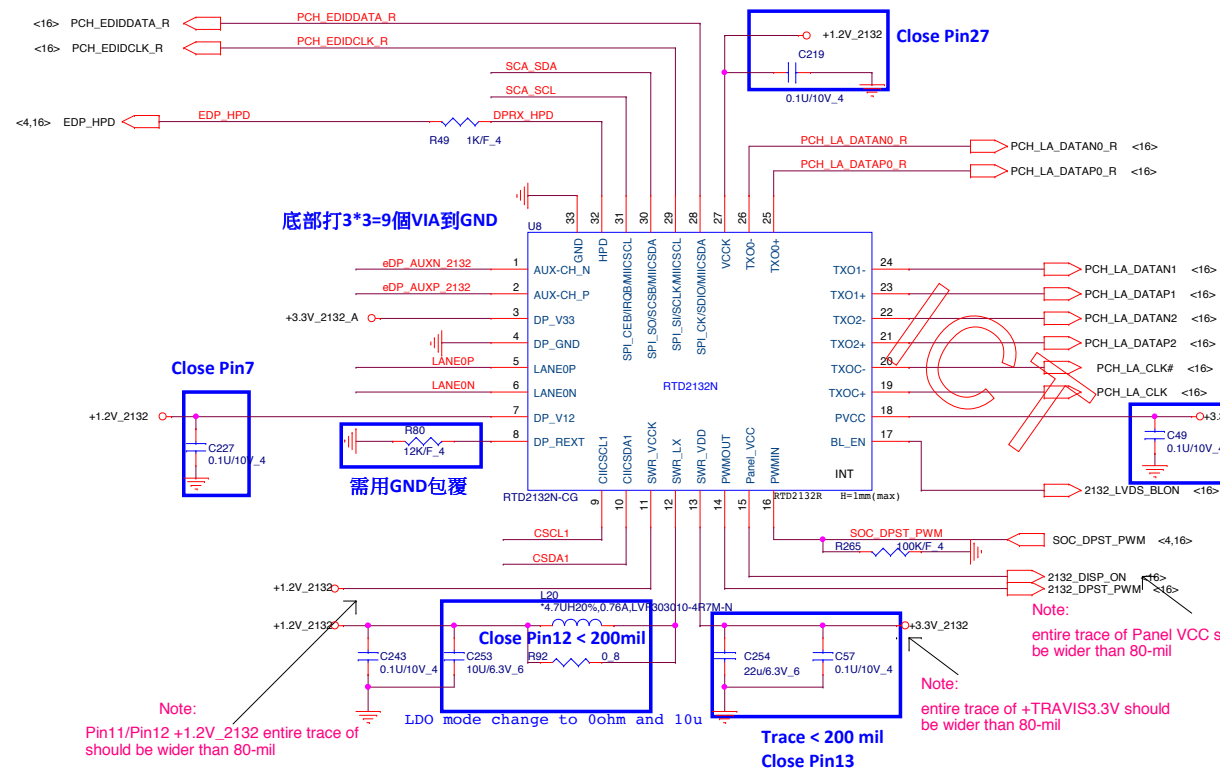 <16> PCH_EDIDDATA_R PCH_EDIDDATA_R
<16> PCH_EDIDCLK_R PCH_EDIDCLK_R
+1.2V_2132 Close Pin27
C219
0.1U/10V_4
SCA_SDA
SCA_SCL
<4,16> EDP_HPD EDP_HPD DPRX_HPD
R49 1K/F_4
PCH_LA_DATAN0_R PCH_LA_DATAN0_R <16>
PCH_LA_DATAP0_R PCH_LA_DATAP0_R <16>
底部打3*3=9個VIA到GND
U8
33 32 31 30 29 28 27 26 25
GND
HPD
SPI_CEB/IRQB/MIICSCL
SPI_SO/SCSB/MIICSDA
SPI_SI/SCLK/MIICSCL
SPI_CK/SDIO/MIICSDA
VCCK
TXO0-
TXO0+
eDP_AUXN_2132 1 AUX-CH_N
eDP_AUXP_2132 2 AUX-CH_P
+3.3V_2132_A 3 DP_V33
4 DP_GND
LANE0P 5 LANE0P
LANE0N 6 LANE0N
+1.2V_2132 7 DP_V12
8 DP_REXT
TXO1- 24 PCH_LA_DATAN1 <16>
TXO1+ 23 PCH_LA_DATAP1 <16>
TXO2- 22 PCH_LA_DATAN2 <16>
TXO2+ 21 PCH_LA_DATAP2 <16>
TXOC- 20 PCH_LA_CLK# <16>
TXOC+ 19 PCH_LA_CLK <16>
PVCC 18
BL_EN 17
RTD2132N
Close Pin7
C227
0.1U/10V_4
R80
12K/F_4
需用GND包覆
C49
0.1U/10V_4
INT
RTD2132N-CG
RTD2132R H=1mm(max)
CIICSCL1
CIICSDA1
SWR_VCCK
SWR_LX
SWR_VDD
PWMOUT
Panel_VCC
PWMIN
9 10 11 12 13 14 15 16
2132_LVDS_BLON <16>
CSCL1
CSDA1
SOC_DPST_PWM SOC_DPST_PWM <4,16>
R265 100K/F_4
2132_DISP_ON <16>
2132_DPST_PWM <16>
+1.2V_2132
L20
*4.7UH20%,0.76A,LVF303010-4R7M-N
+1.2V_2132
Close Pin12 < 200mil
R92 0_8
C243
0.1U/10V_4
C253
10U/6.3V_6
+3.3V_2132
C254
22u/6.3V_6
C57
0.1U/10V_4
LDO mode change to 0ohm and 10u
Trace < 200 mil
Close Pin13
Note:
Pin11/Pin12 +1.2V_2132 entire trace of
should be wider than 80-mil
Note:
entire trace of Panel VCC s
be wider than 80-mil
Note:
entire trace of +TRAVIS3.3V should
be wider than 80-mil